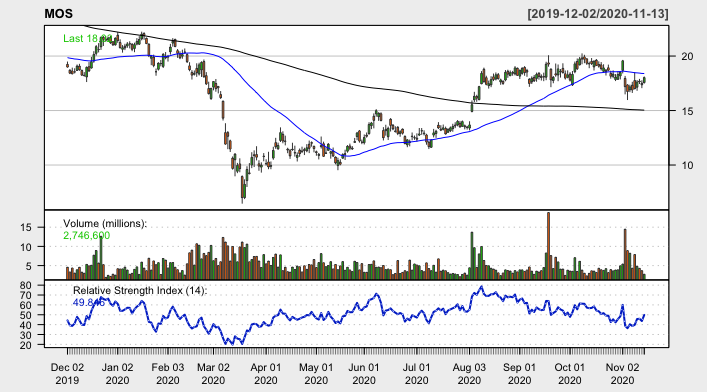 MOS [2019-12-02/2020-11-13]
Last 18
20
15
10
Volume (millions):
2,746,600
15
10
5
Relative Strength Index (14):
80
70
60
50
40
30
20
Dec 02 Jan 02 Feb 03 Mar 02 Apr 01 May 01 Jun 01 Jul 01 Aug 03 Sep 01 Oct 01 Nov 02
2019 2020 2020 2020 2020 2020 2020 2020 2020 2020 2020 2020